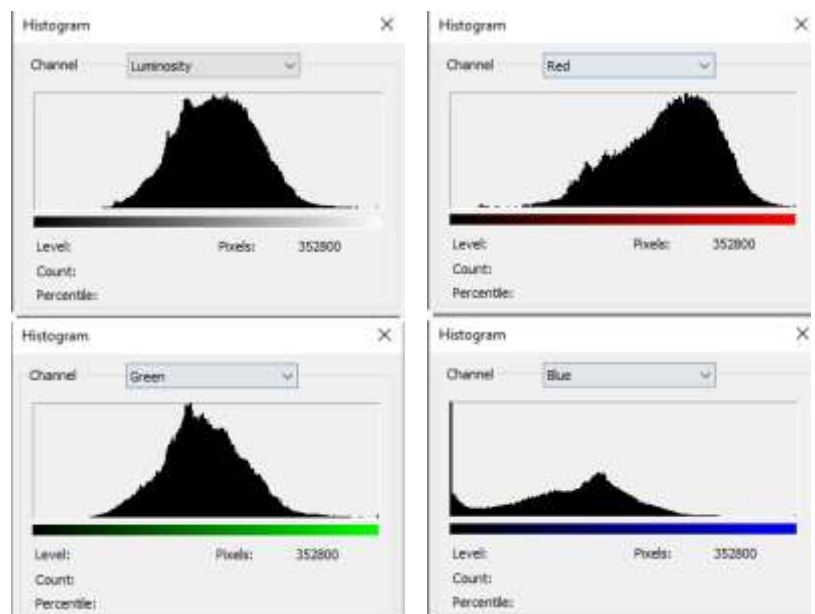 Histogram
Channel Luminosity
Level: Pixels: 352800
Count:
Percentile:
Histogram
Channel Red
Level: Pixels: 352800
Count:
Percentile:
Histogram
Channel Green
Level: Pixels: 352800
Count:
Percentile:
Histogram
Channel Blue
Level: Pixels: 352800
Count:
Percentile: